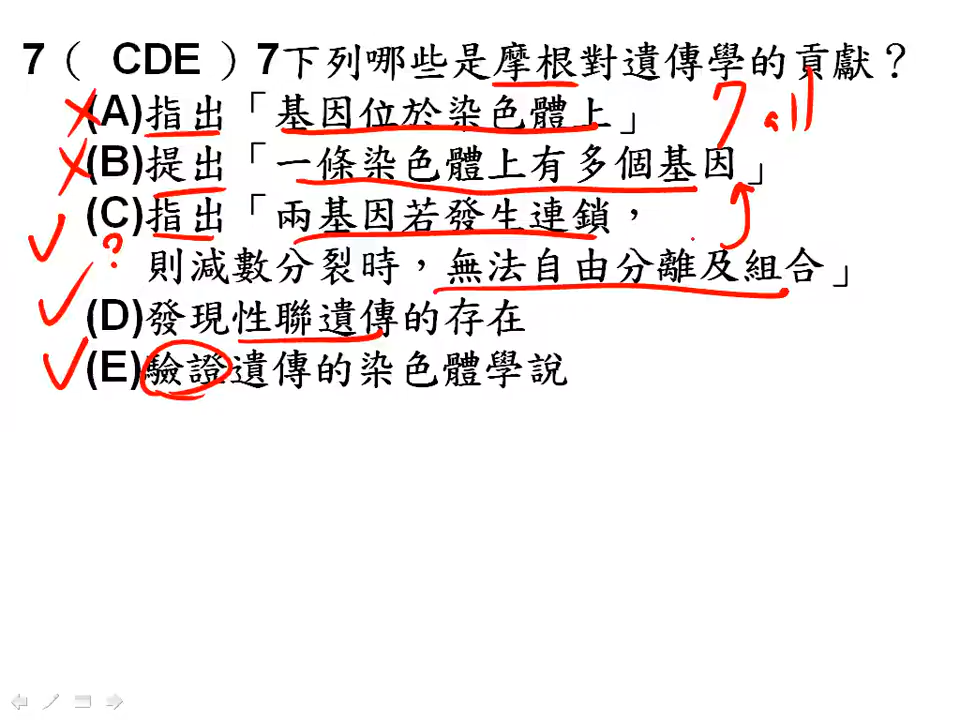 7（ CDE ）7下列哪些是摩根對遺傳學的貢獻？
(A)指出「基因位於染色體上」
(B)提出「一條染色體上有多個基因」
(C)指出「兩基因若發生連鎖，
則減數分裂時，無法自由分離及組合」
(D)發現性聯遺傳的存在
(E)驗證遺傳的染色體學說
all
?